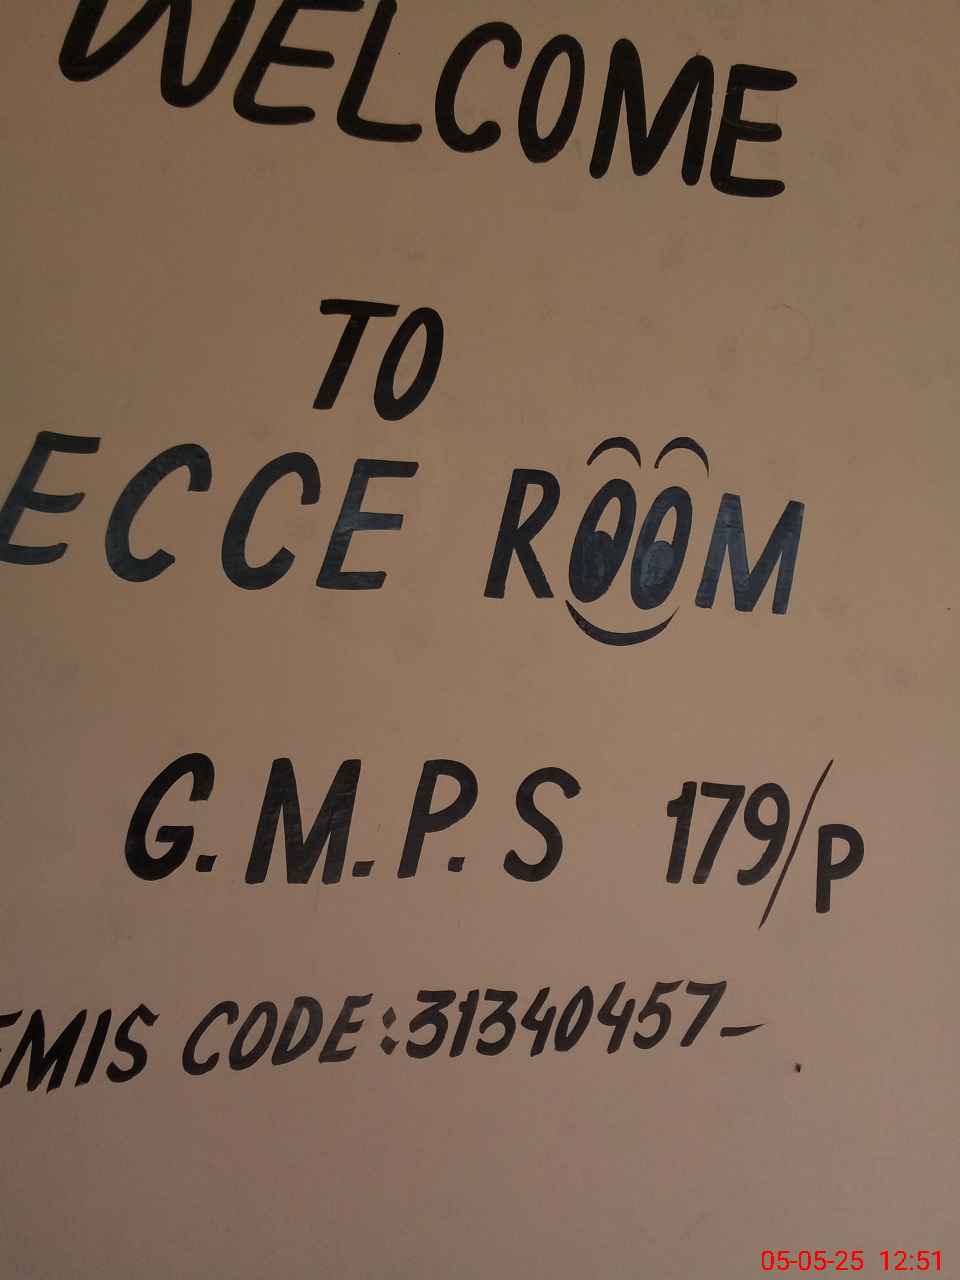 WELCOME
TO
ECCE ROOM
G.M.P.S 179/P
EMIS CODE:31340457-
05-05-25 12:51